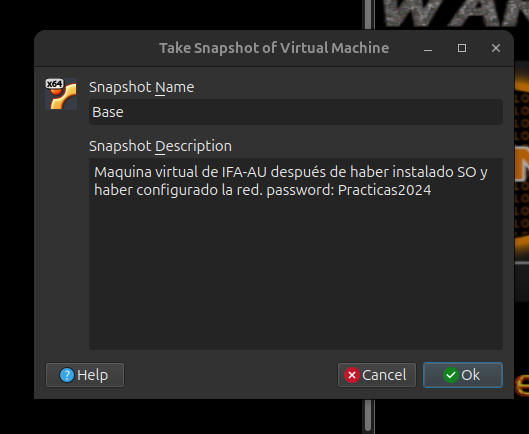 WAN
Take Snapshot of Virtual Machine
x64
Snapshot Name
Base
Snapshot Description
Maquina virtual de IFA-AU después de haber instalado SO y
haber configurado la red. password: Practicas2024
Help
Cancel
Ok